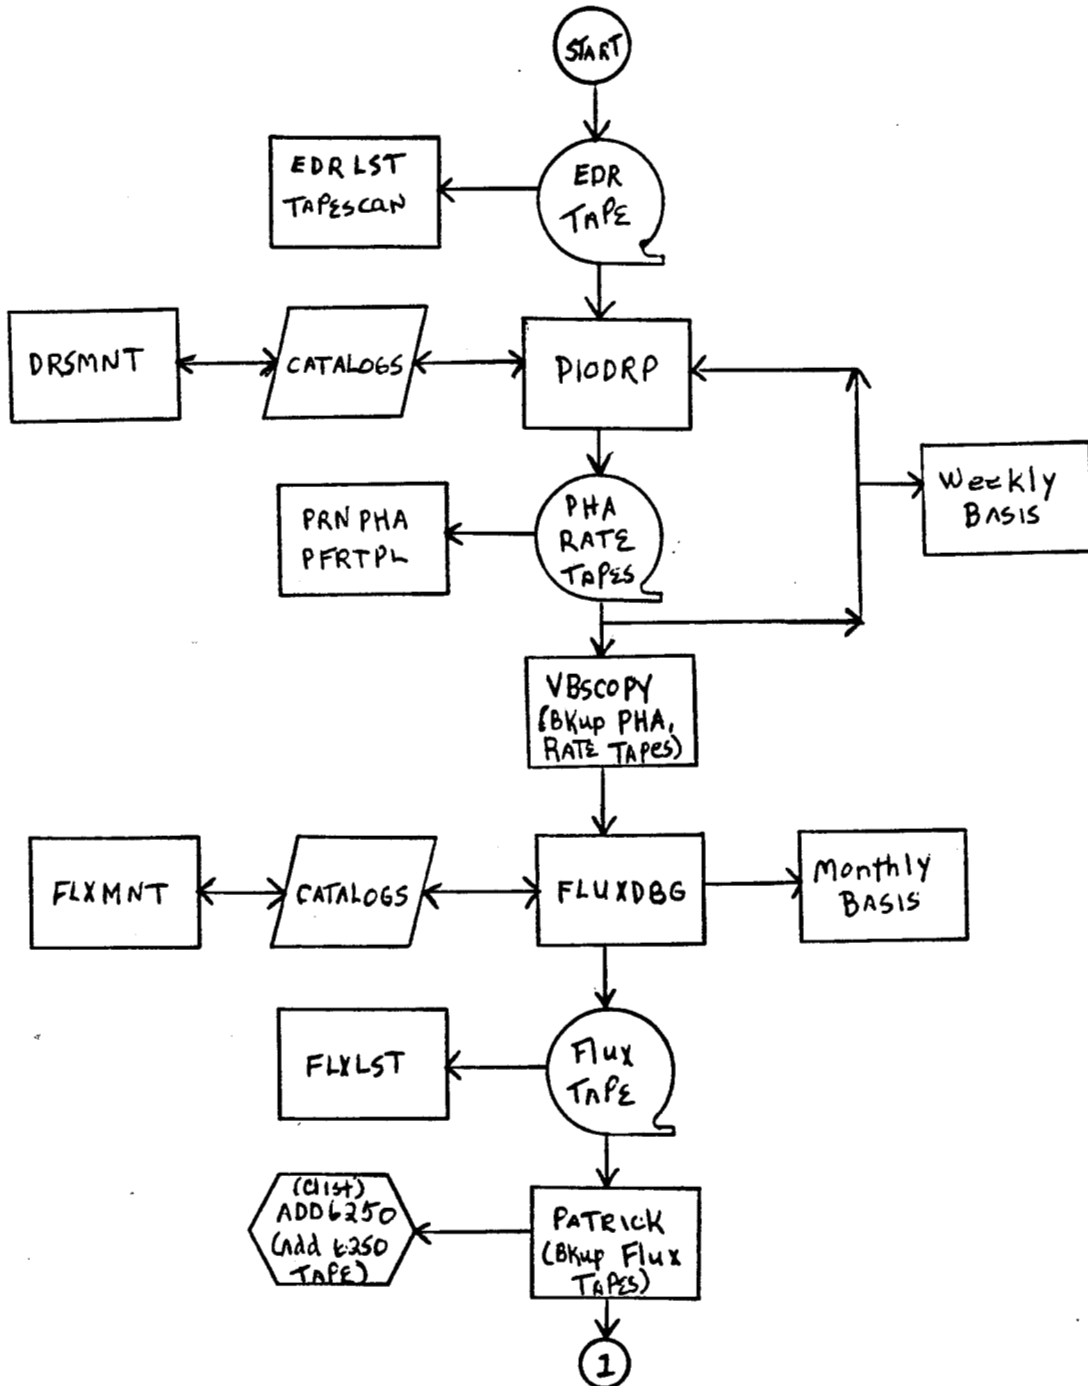 START
EDR LST
TAPESCAN
EDR
TAPE
DRSMNT
CATALOGS
PIODRP
PRNPHA
PFRTPL
PHA
RATE
TAPES
Weekly
BASIS
VBSCOPY
(BKup PHA,
RATE TAPES)
FLXMNT
CATALOGS
FLUXDBG
Monthly
BASIS
FLXLST
Flux
TAPE
(Clist)
ADD6250
(Add 6250
TAPE)
PATRICK
(BKup Flux
TAPES)
1